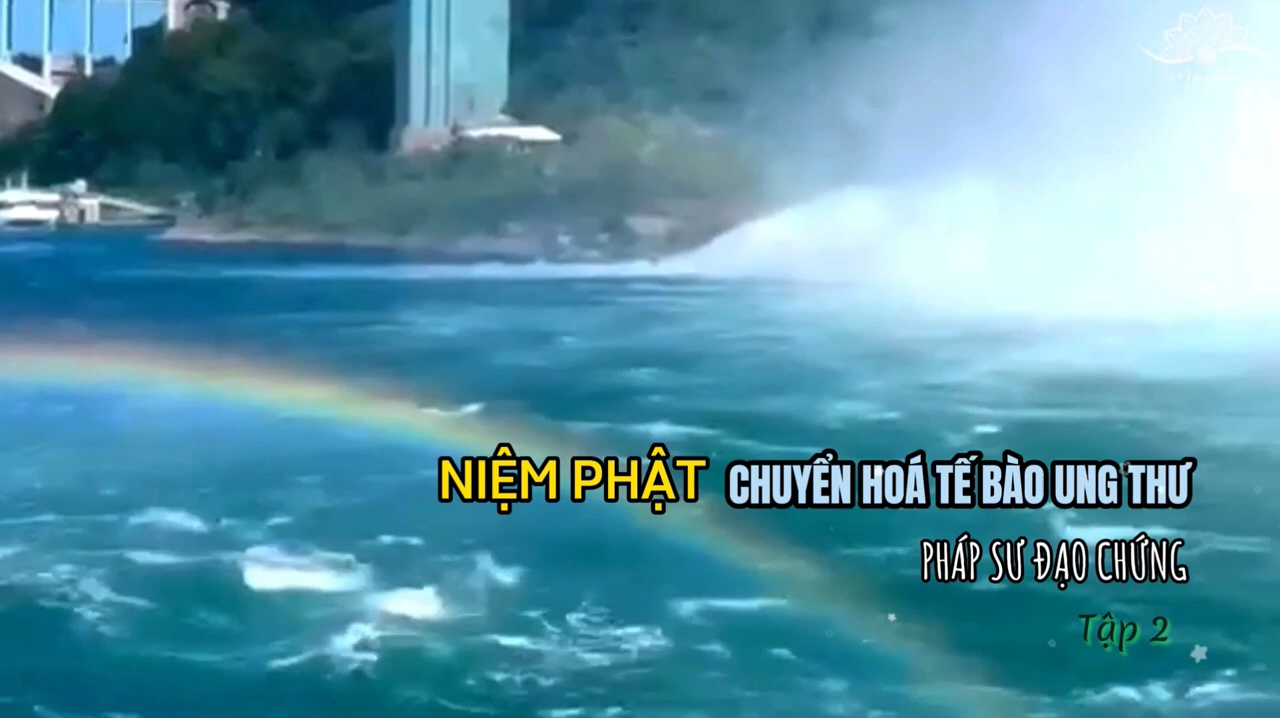 NIỆM PHẬT CHUYỂN HOÁ TẾ BÀO UNG THƯ
PHÁP SƯ ĐẠO CHỨNG
Tập 2